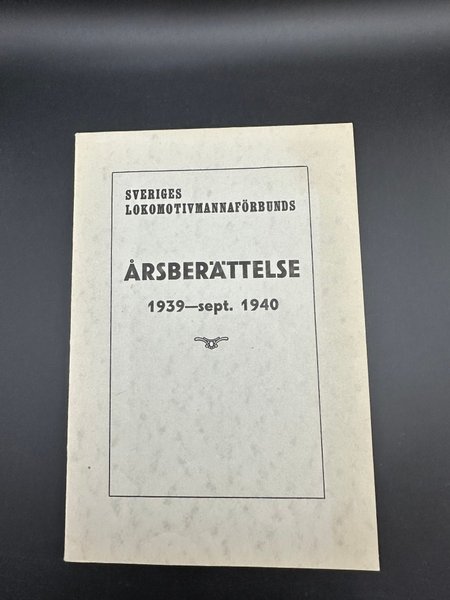 SVERIGES
LOKOMOTIVMANNAFÖRBUNDS
ÅRSBERÄTTELSE
1939—sept. 1940